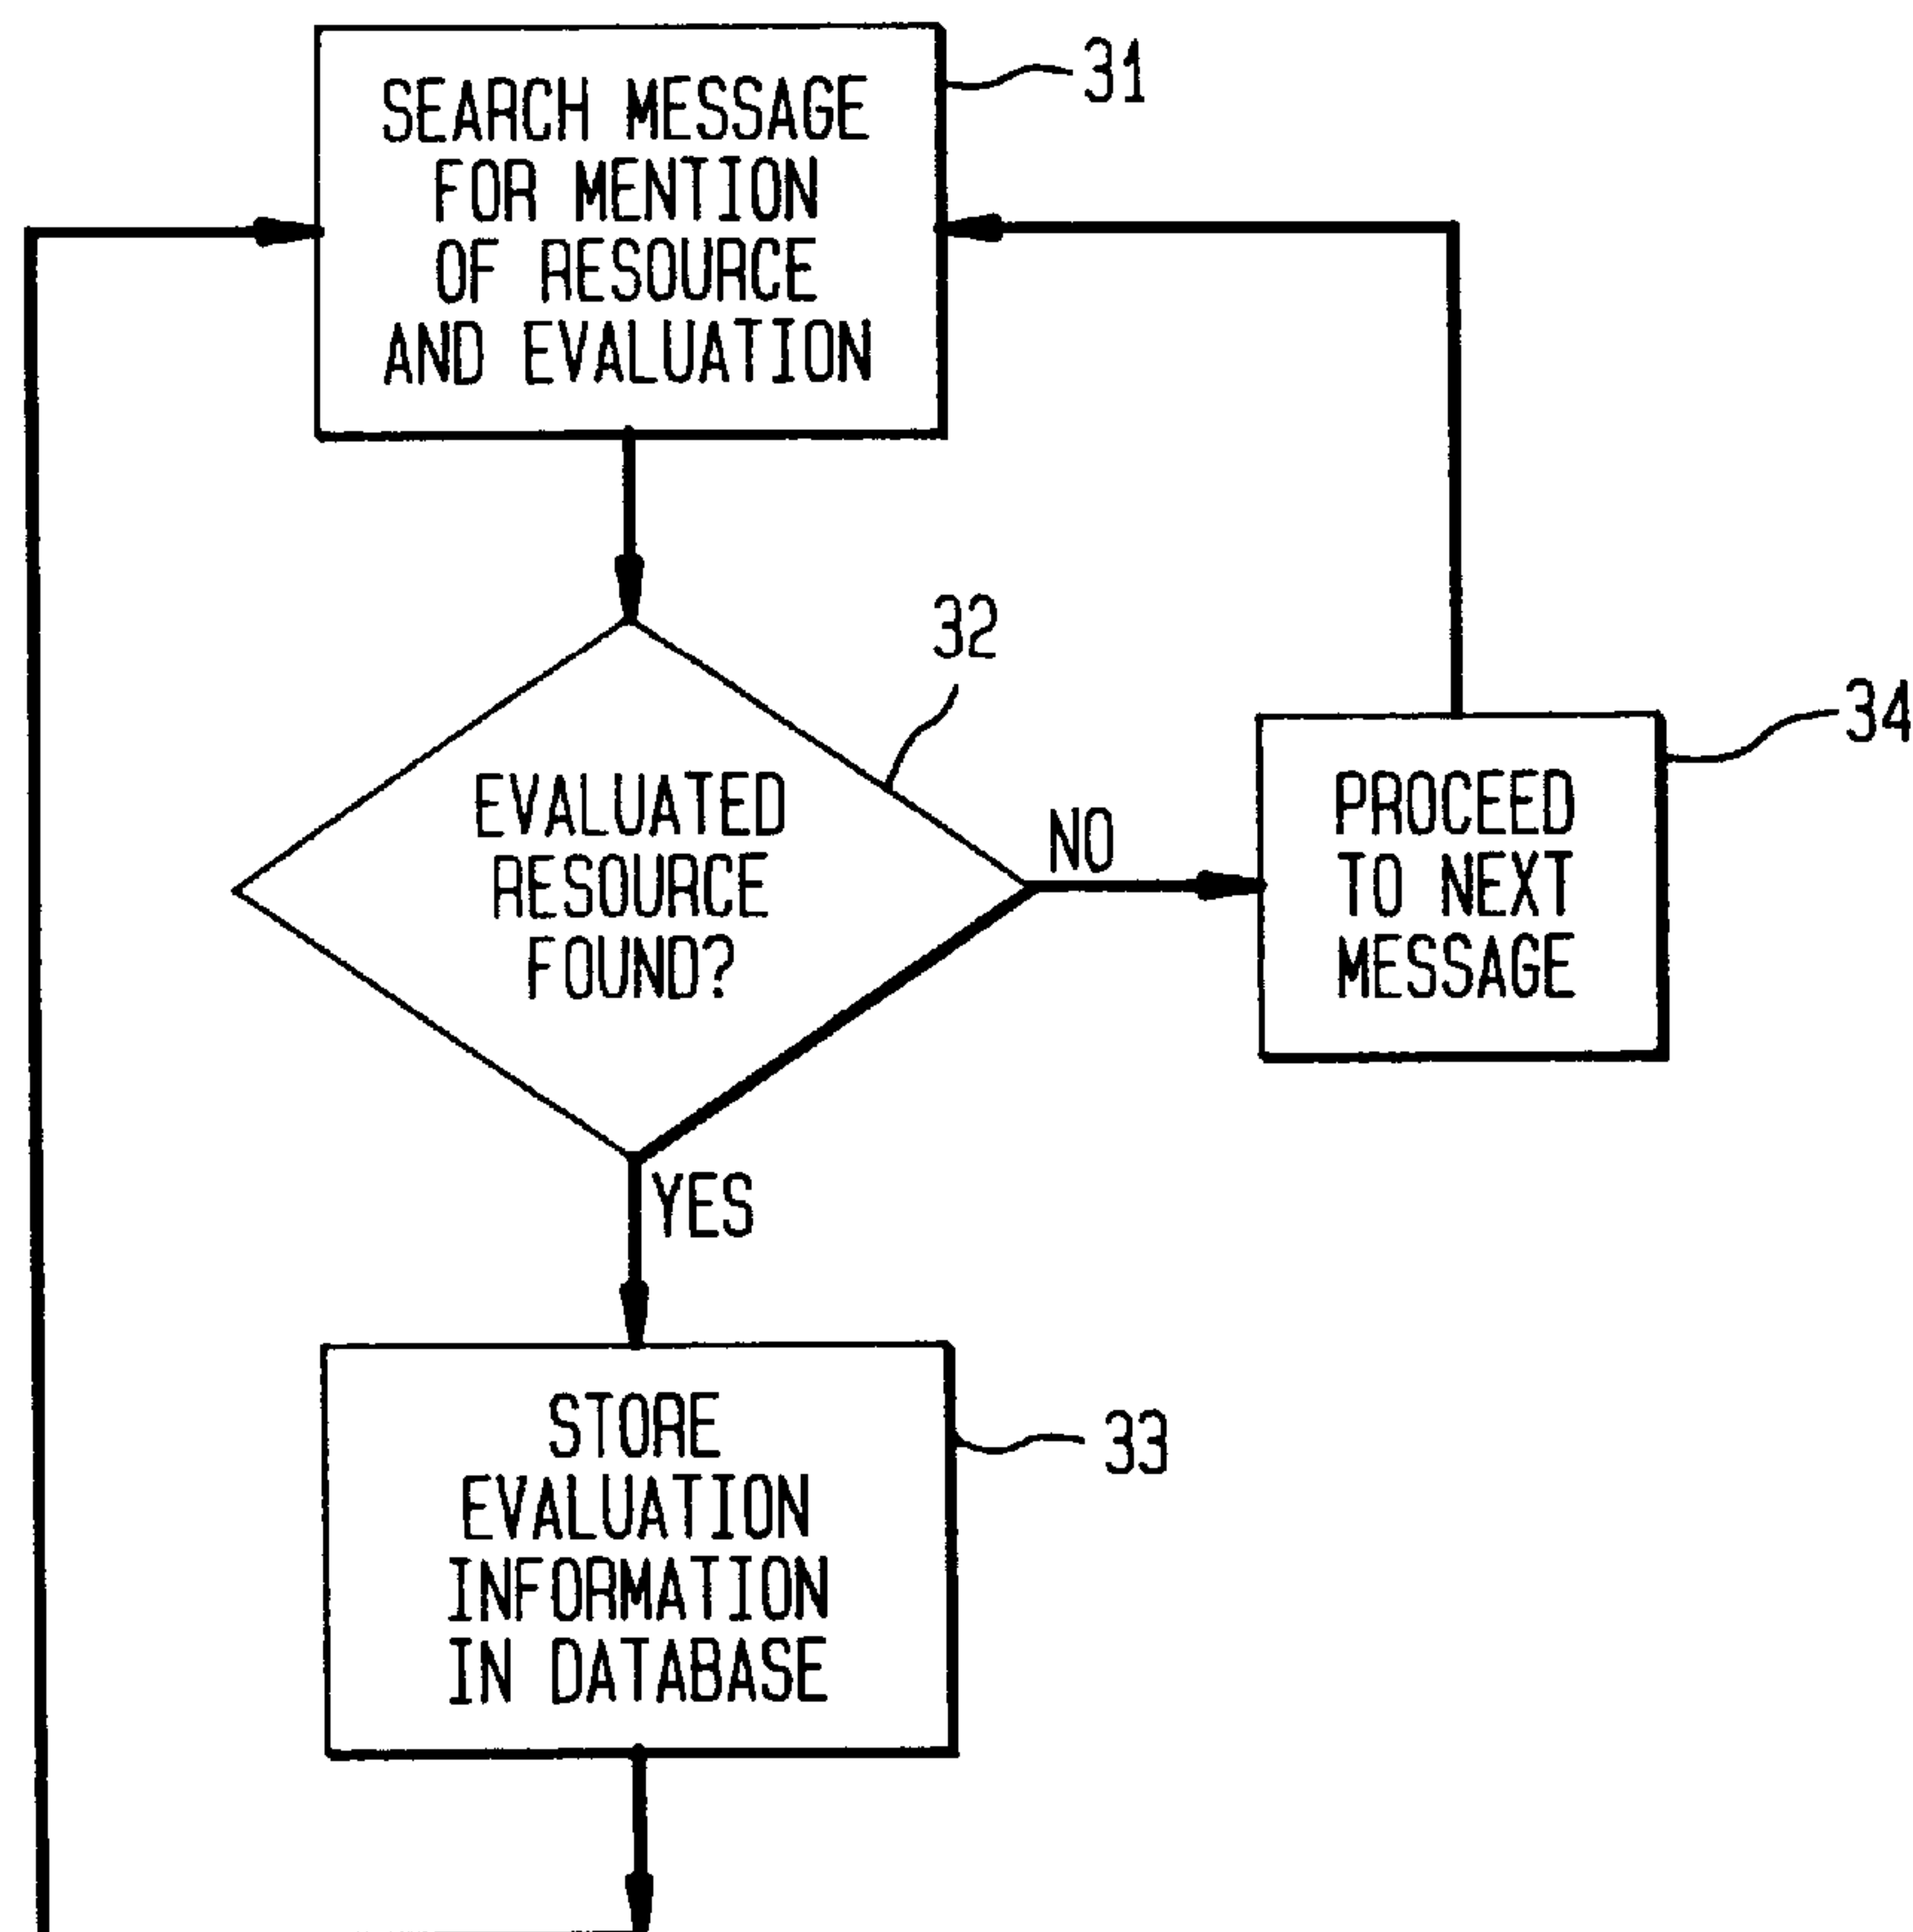 SEARCH MESSAGE
FOR MENTION
OF RESOURCE
AND EVALUATION
31
32
EVALUATED
RESOURCE
FOUND?
NO
34
PROCEED
TO NEXT
MESSAGE
YES
STORE
EVALUATION
INFORMATION
IN DATABASE
33